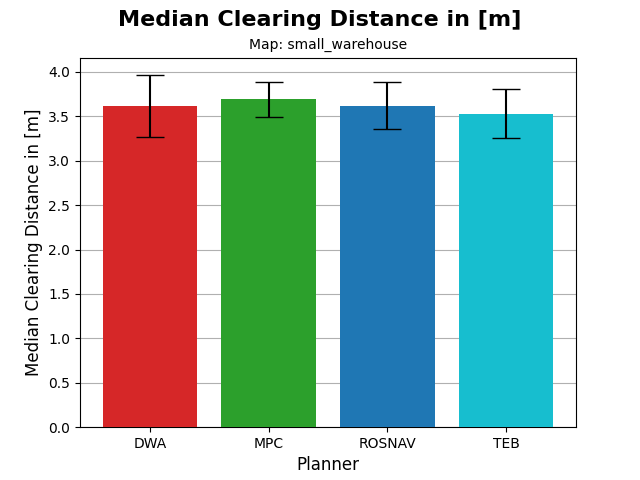 Median Clearing Distance in [m]
Map: small_warehouse
Median Clearing Distance in [m]
4.0
3.5
3.0
2.5
2.0
1.5
1.0
0.5
0.0
DWA MPC ROSNAV TEB
Planner